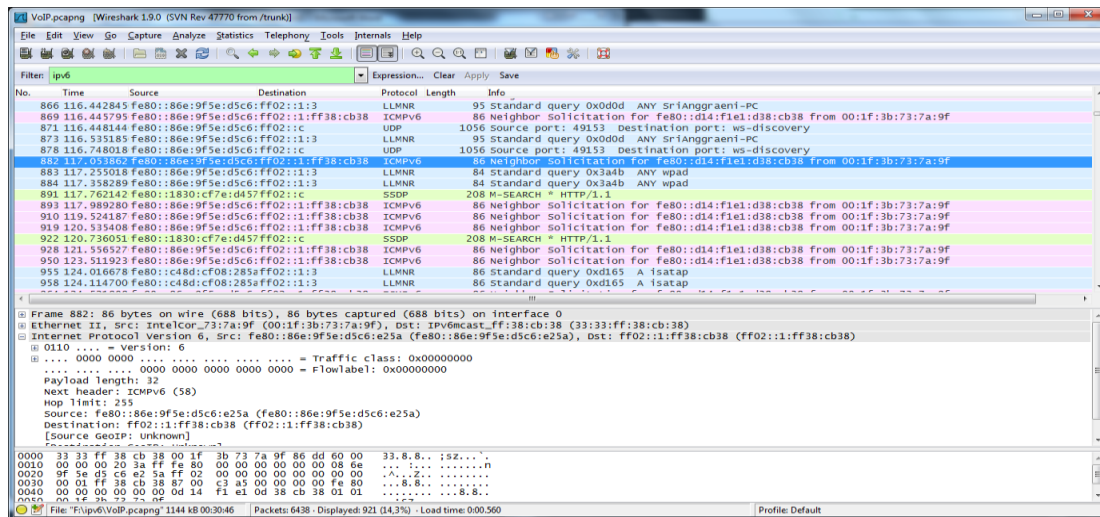 VoIP.pcapng [Wireshark 1.9.0 (SVN Rev 47770 from /trunk)]
File Edit View Go Capture Analyze Statistics Telephony Tools Internals Help
Filter: ipv6 Expression... Clear Apply Save
No. Time Source Destination Protocol Length Info
866 116.442845 fe80::86e:9f5e:d5c6:ff02::1:3 LLMNR 95 Standard query 0x0d0d ANY SriAnggraeni-PC
869 116.445795 fe80::86e:9f5e:d5c6:ff02::1:ff38:cb38 ICMPv6 86 Neighbor Solicitation for fe80::d14:f1e1:d38:cb38 from 00:1f:3b:73:7a:9f
871 116.448144 fe80::86e:9f5e:d5c6:ff02::c UDP 1056 Source port: 49153 Destination port: ws-discovery
873 116.535185 fe80::86e:9f5e:d5c6:ff02::1:3 LLMNR 95 Standard query 0x0d0d ANY SriAnggraeni-PC
878 116.748018 fe80::86e:9f5e:d5c6:ff02::c UDP 1056 Source port: 49153 Destination port: ws-discovery
882 117.053862 fe80::86e:9f5e:d5c6:ff02::1:ff38:cb38 ICMPv6 86 Neighbor Solicitation for fe80::d14:f1e1:d38:cb38 from 00:1f:3b:73:7a:9f
883 117.255018 fe80::86e:9f5e:d5c6:ff02::1:3 LLMNR 84 Standard query 0x3a4b ANY wpad
884 117.358289 fe80::86e:9f5e:d5c6:ff02::1:3 LLMNR 84 Standard query 0x3a4b ANY wpad
891 117.762142 fe80::1830:cf7e:d457 ff02::c SSDP 208 M-SEARCH * HTTP/1.1
893 117.989280 fe80::86e:9f5e:d5c6:ff02::1:ff38:cb38 ICMPv6 86 Neighbor Solicitation for fe80::d14:f1e1:d38:cb38 from 00:1f:3b:73:7a:9f
910 119.524187 fe80::86e:9f5e:d5c6:ff02::1:ff38:cb38 ICMPv6 86 Neighbor Solicitation for fe80::d14:f1e1:d38:cb38 from 00:1f:3b:73:7a:9f
919 120.535408 fe80::86e:9f5e:d5c6:ff02::1:ff38:cb38 ICMPv6 86 Neighbor Solicitation for fe80::d14:f1e1:d38:cb38 from 00:1f:3b:73:7a:9f
922 120.736051 fe80::1830:cf7e:d457 ff02::c SSDP 208 M-SEARCH * HTTP/1.1
928 121.556527 fe80::86e:9f5e:d5c6:ff02::1:ff38:cb38 ICMPv6 86 Neighbor Solicitation for fe80::d14:f1e1:d38:cb38 from 00:1f:3b:73:7a:9f
950 123.511923 fe80::86e:9f5e:d5c6:ff02::1:ff38:cb38 ICMPv6 86 Neighbor Solicitation for fe80::d14:f1e1:d38:cb38 from 00:1f:3b:73:7a:9f
955 124.016678 fe80::c48d:cf08:285a ff02::1:3 LLMNR 86 Standard query 0xd165 A isatap
958 124.114700 fe80::c48d:cf08:285a ff02::1:3 LLMNR 86 Standard query 0xd165 A isatap
Frame 882: 86 bytes on wire (688 bits), 86 bytes captured (688 bits) on interface 0
Ethernet II, Src: IntelCor_73:7a:9f (00:1f:3b:73:7a:9f), Dst: IPv6mcast_ff:38:cb:38 (33:33:ff:38:cb:38)
Internet Protocol Version 6, Src: fe80::86e:9f5e:d5c6:e25a (fe80::86e:9f5e:d5c6:e25a), Dst: ff02::1:ff38:cb38 (ff02::1:ff38:cb38)
0110 .... = Version: 6
.... 0000 0000 .... .... .... .... .... = Traffic class: 0x00000000
.... .... .... 0000 0000 0000 0000 0000 = Flowlabel: 0x00000000
Payload length: 32
Next header: ICMPv6 (58)
Hop limit: 255
Source: fe80::86e:9f5e:d5c6:e25a (fe80::86e:9f5e:d5c6:e25a)
Destination: ff02::1:ff38:cb38 (ff02::1:ff38:cb38)
[Source GeoIP: Unknown]
0000 33 33 ff 38 cb 38 00 1f 3b 73 7a 9f 86 dd 60 00 33.8.8.. ;sz...`.
0010 00 00 00 20 3a ff fe 80 00 00 00 00 00 00 08 6e ... :... .......n
0020 9f 5e d5 c6 e2 5a ff 02 00 00 00 00 00 00 00 00 .^...Z.. ........
0030 00 01 ff 38 cb 38 87 00 c3 a5 00 00 00 00 fe 80 ...8.8.. ........
0040 00 00 00 00 00 00 0d 14 f1 e1 0d 38 cb 38 01 01 ........ ...8.8..
File: "F:\ipv6\VoIP.pcapng" 1144 kB 00:30:46 Packets: 6438 · Displayed: 921 (14,3%) · Load time: 0:00.560 Profile: Default